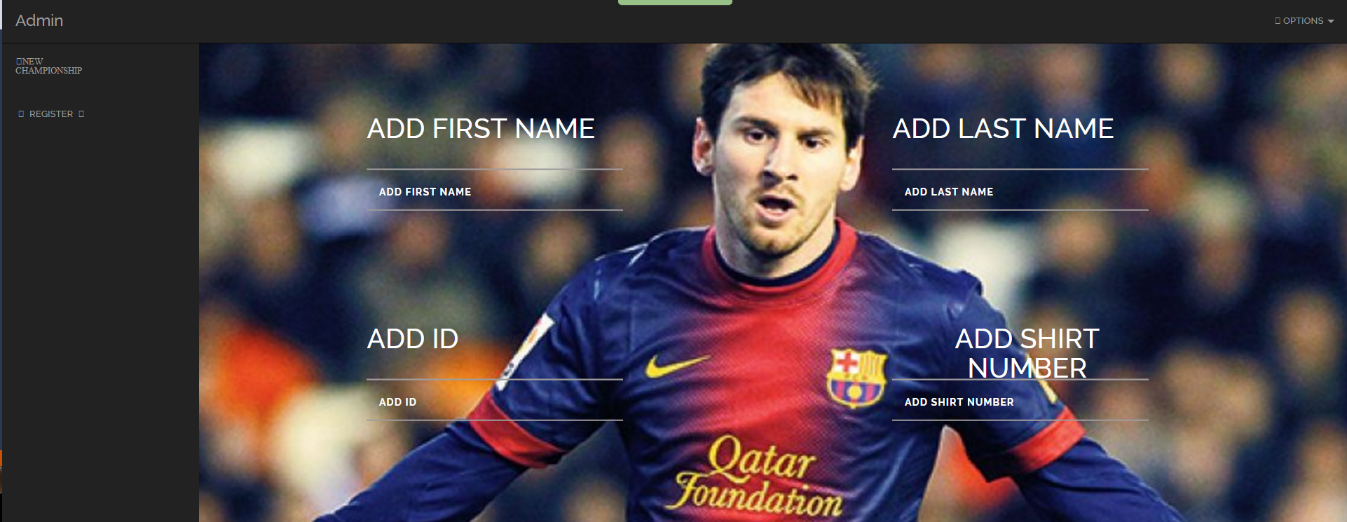 Admin
OPTIONS
NEW
CHAMPIONSHIP
REGISTER
ADD FIRST NAME
ADD LAST NAME
ADD FIRST NAME
ADD LAST NAME
ADD ID
ADD SHIRT
NUMBER
ADD ID
ADD SHIRT NUMBER
Qatar
Foundation